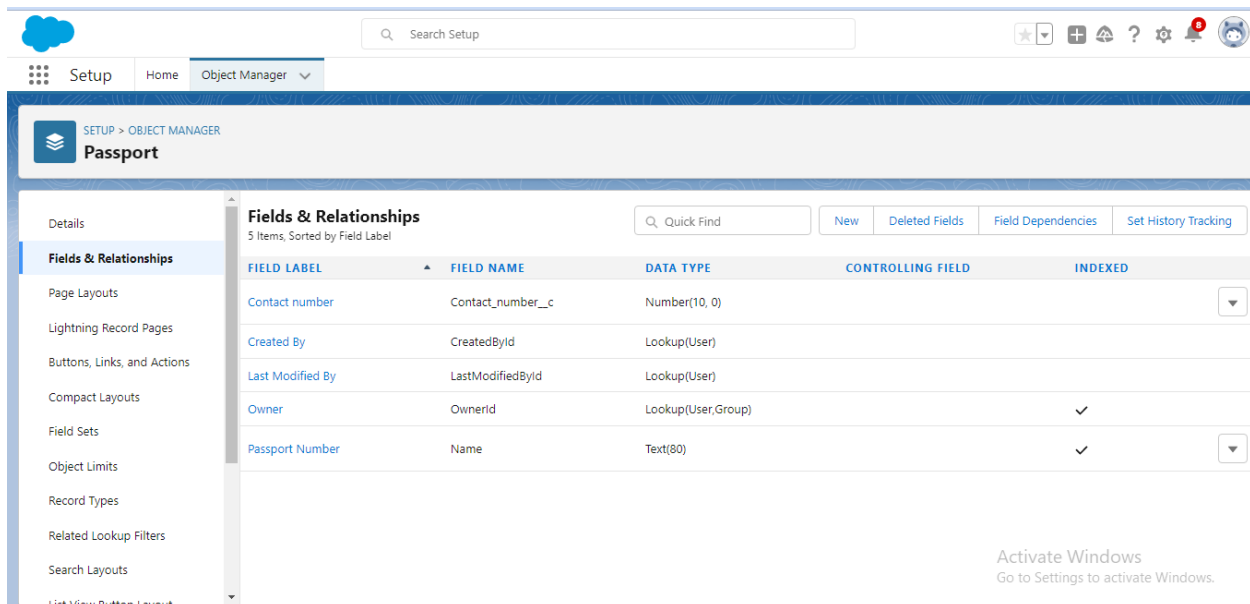 Search Setup
8
Setup
Home
Object Manager
SETUP > OBJECT MANAGER
Passport
Details
Fields & Relationships
Page Layouts
Lightning Record Pages
Buttons, Links, and Actions
Compact Layouts
Field Sets
Object Limits
Record Types
Related Lookup Filters
Search Layouts
List View Button Layout
Fields & Relationships
5 Items, Sorted by Field Label
Quick Find
New
Deleted Fields
Field Dependencies
Set History Tracking
FIELD LABEL FIELD NAME DATA TYPE CONTROLLING FIELD INDEXED
Contact number Contact_number__c Number(10, 0)
Created By CreatedById Lookup(User)
Last Modified By LastModifiedById Lookup(User)
Owner OwnerId Lookup(User,Group)
Passport Number Name Text(80)
Activate Windows
Go to Settings to activate Windows.